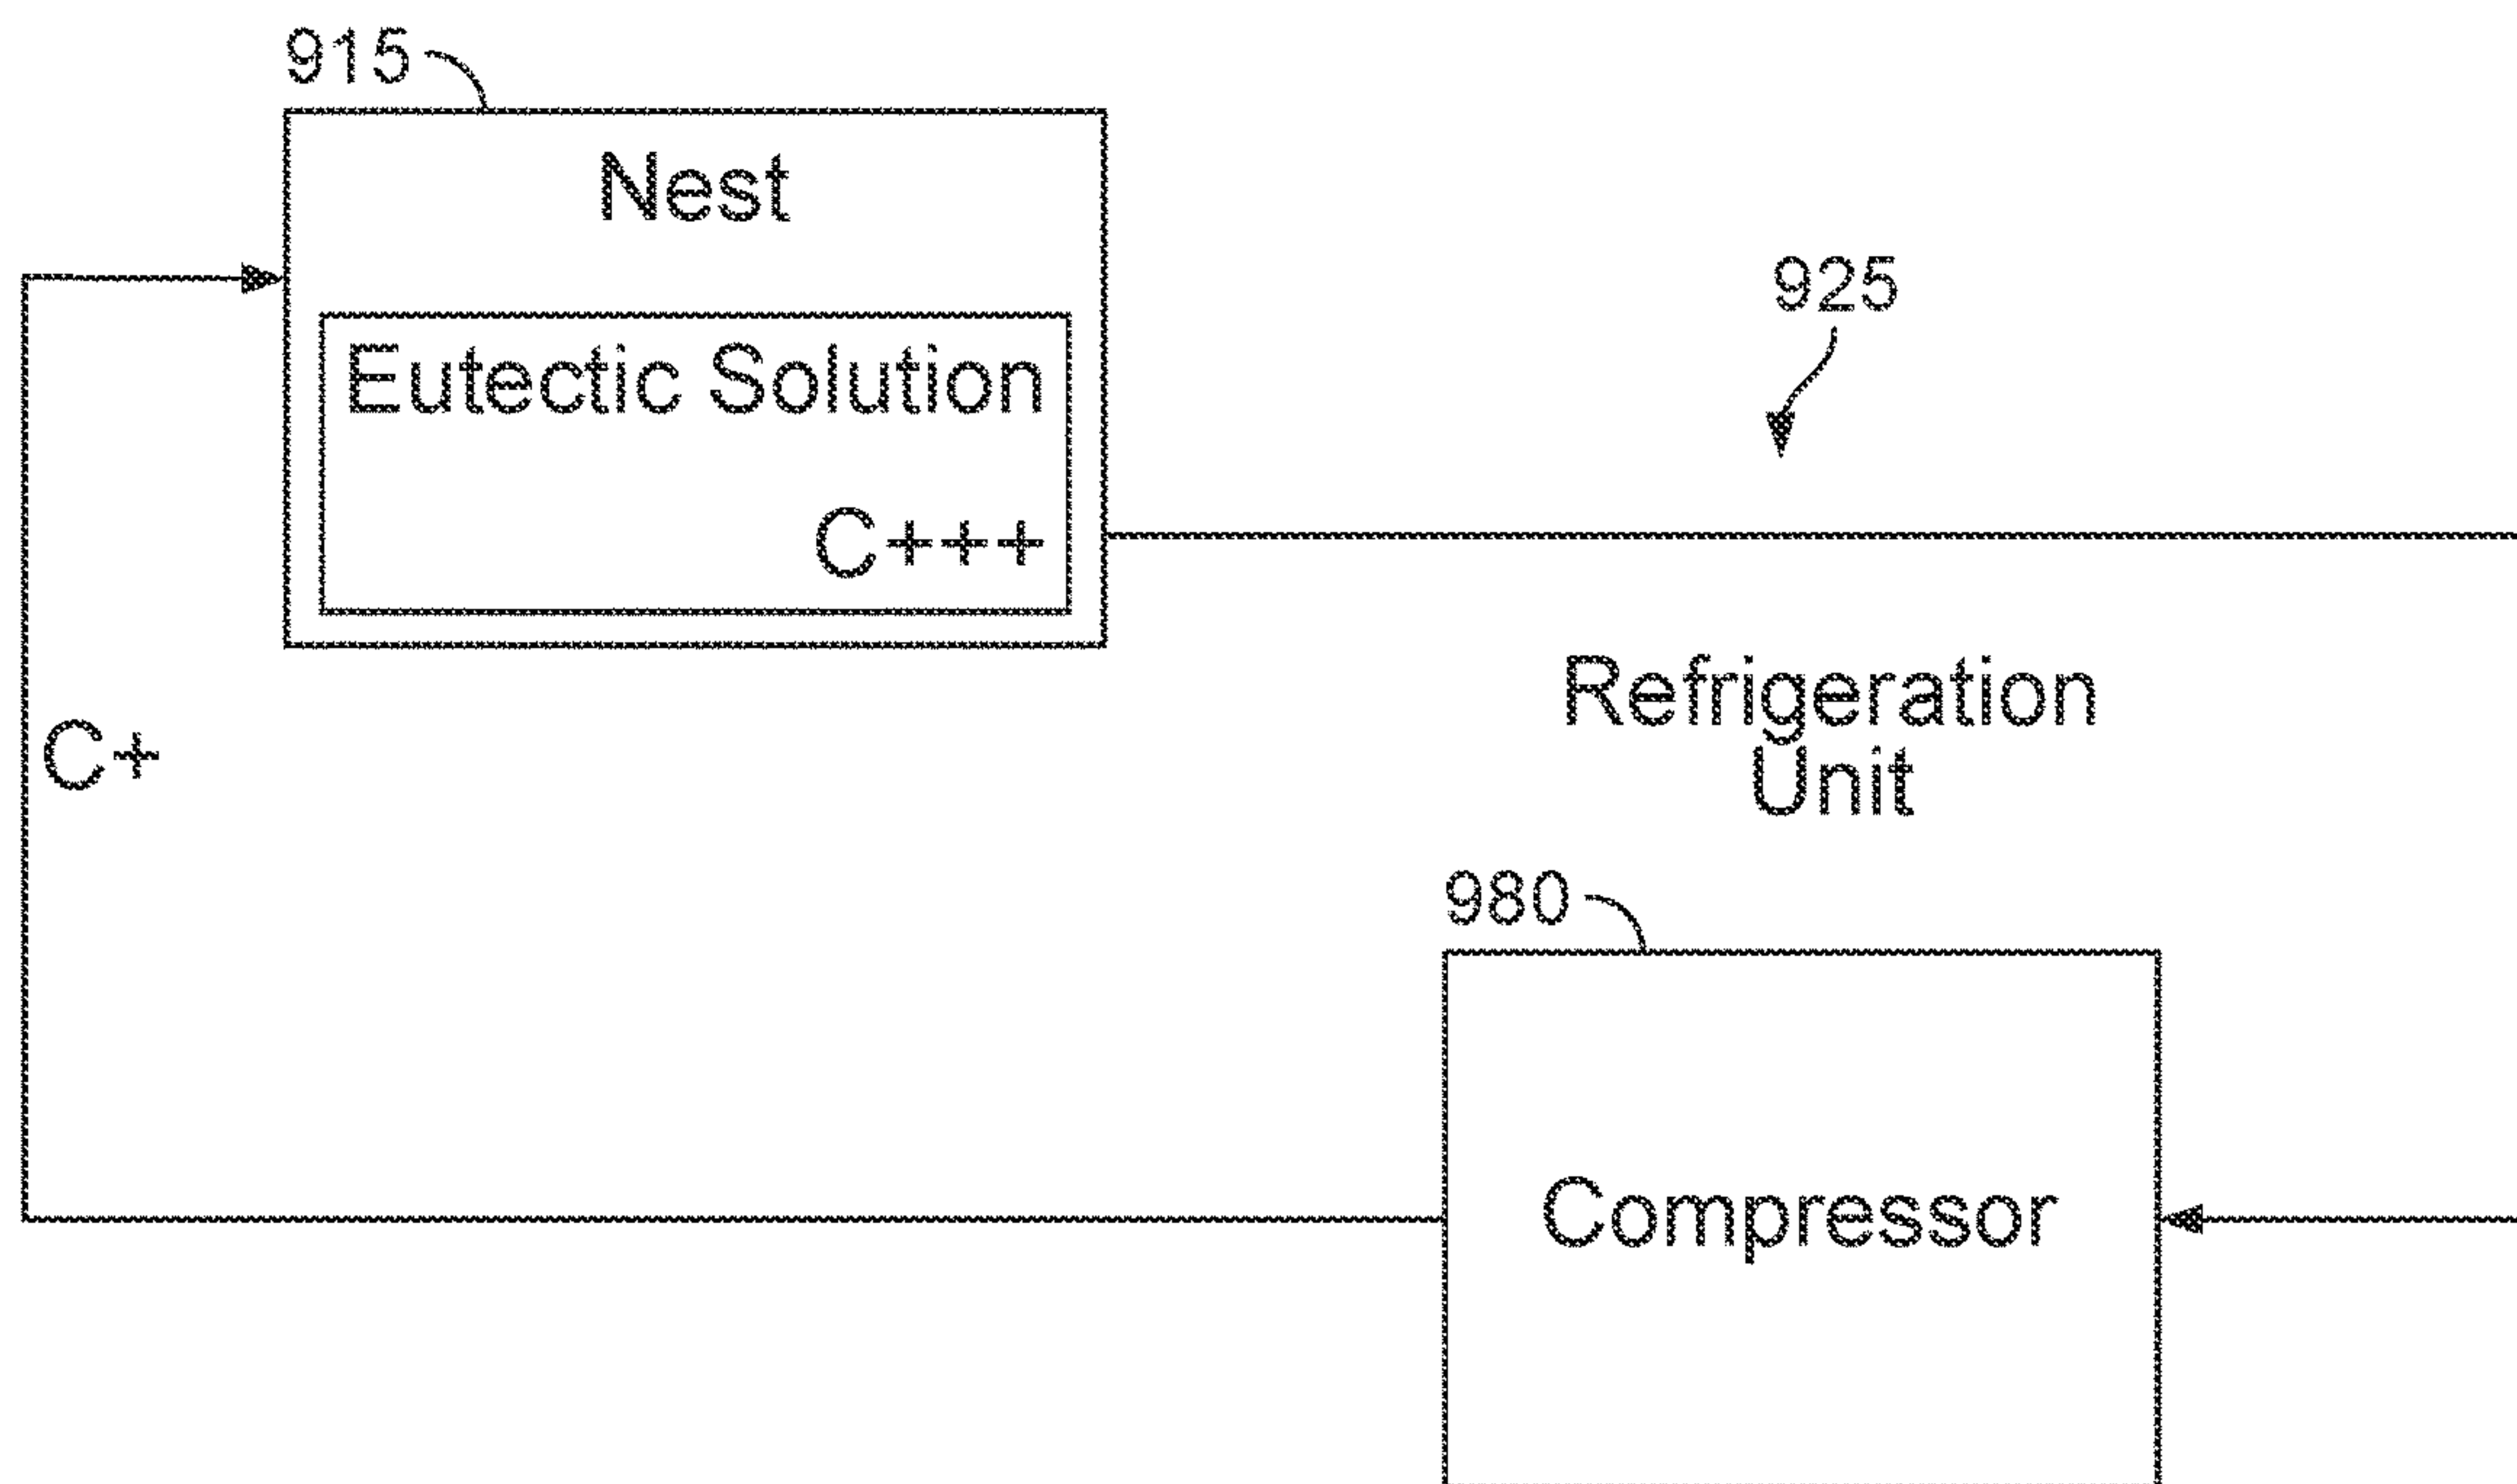 915
Nest
925
Eutectic Solution
C+++
Refrigeration
Unit
C+
980
Compressor